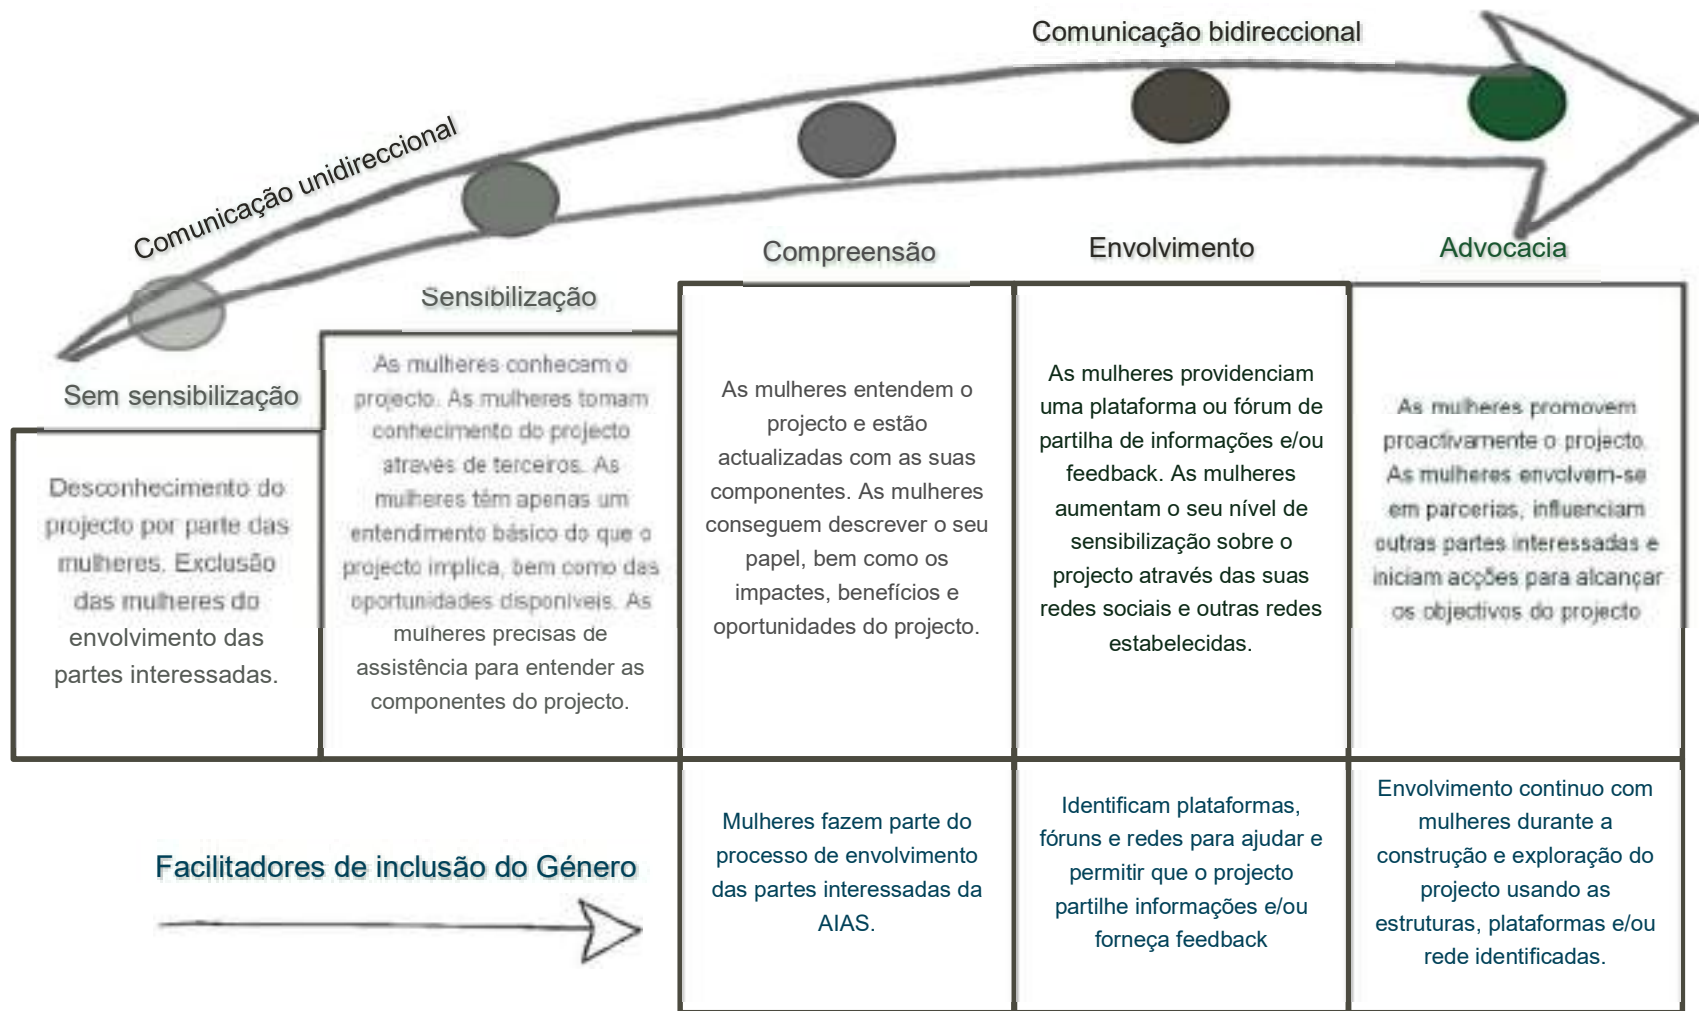 Comunicação bidireccional
Comunicação unidireccional
Compreensão
Envolvimento
Advocacia
Sensibilização
Sem sensibilização
Desconhecimento do
projecto por parte das
mulheres. Exclusão
das mulheres do
envolvimento das
partes interessadas.
As mulheres conhecam o
projecto. As mulheres tomam
conhecimento do projecto
através de terceiros. As
mulheres têm apenas um
entendimento básico do que o
projecto implica, bem como das
oportunidades disponíveis. As
mulheres precisas de
assistência para entender as
componentes do projecto.
As mulheres entendem o
projecto e estão
actualizadas com as suas
componentes. As mulheres
conseguem descrever o seu
papel, bem como os
impactes, benefícios e
oportunidades do projecto.
As mulheres providenciam
uma plataforma ou fórum de
partilha de informações e/ou
feedback. As mulheres
aumentam o seu nível de
sensibilização sobre o
projecto através das suas
redes sociais e outras redes
estabelecidas.
As mulheres promovem
proactivamente o projecto.
As mulheres envolvem-se
em parcerias, influenciam
outras partes interessadas e
iniciam acções para alcançar
os objectivos do projecto
Facilitadores de inclusão do Género
Mulheres fazem parte do
processo de envolvimento
das partes interessadas da
AIAS.
Identificam plataformas,
fóruns e redes para ajudar e
permitir que o projecto
partilhe informações e/ou
forneça feedback
Envolvimento continuo com
mulheres durante a
construção e exploração do
projecto usando as
estruturas, plataformas e/ou
rede identificadas.